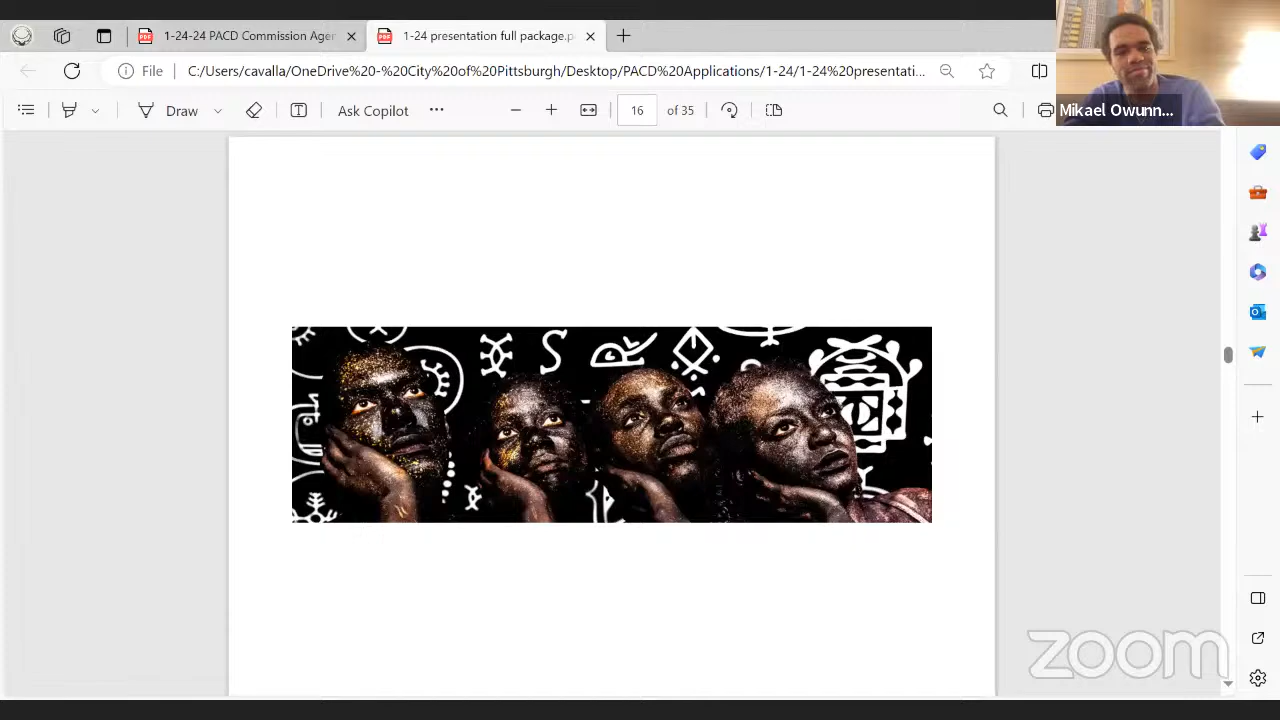 1-24-24 PACD Commission Ager
1-24 presentation full package.p
File
C:/Users/cavalla/OneDrive%20-%20City%20of%20Pittsburgh/Desktop/PACD%20Applications/1-24/1-24%20presentati...
Draw
Ask Copilot
16
of 35
Mikael Owunn...
zoom